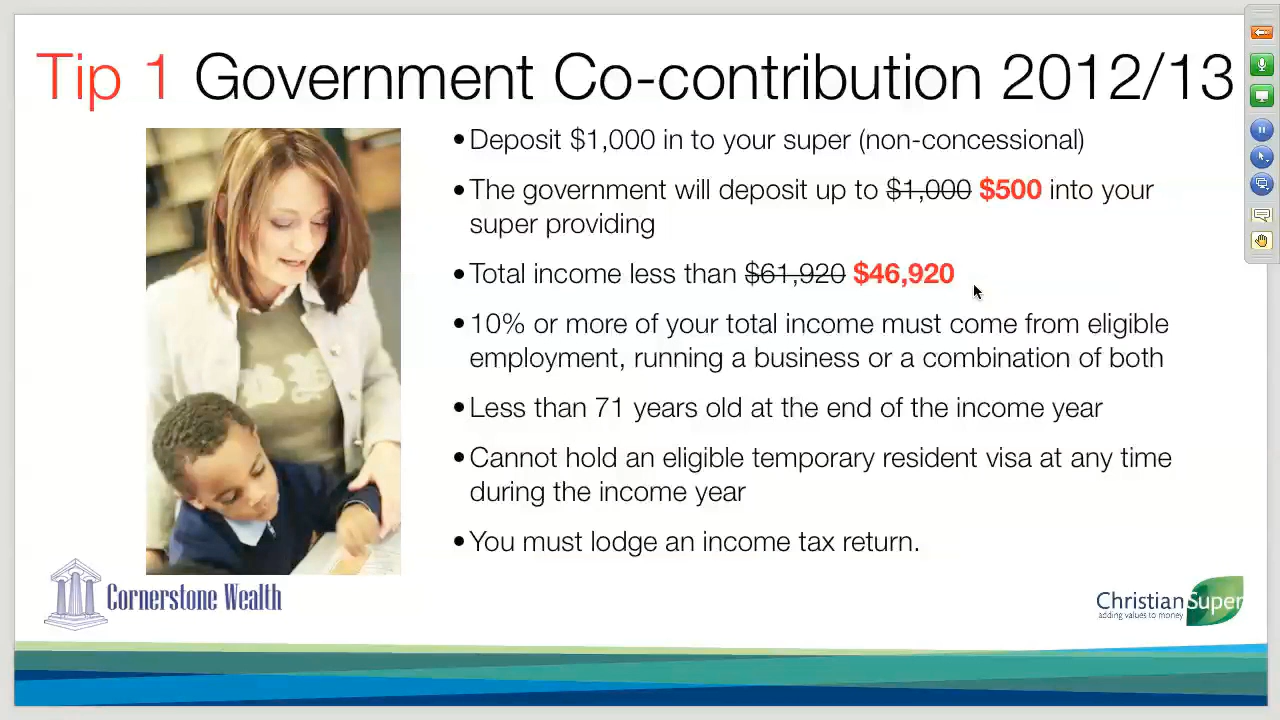 Tip 1 Government Co-contribution 2012/13
•Deposit $1,000 in to your super (non-concessional)
•The government will deposit up to $1,000 $500 into your
super providing
•Total income less than $61,920 $46,920
•10% or more of your total income must come from eligible
employment, running a business or a combination of both
•Less than 71 years old at the end of the income year
•Cannot hold an eligible temporary resident visa at any time
during the income year
•You must lodge an income tax return.
Cornerstone Wealth
ChristianSuper
adding values to money